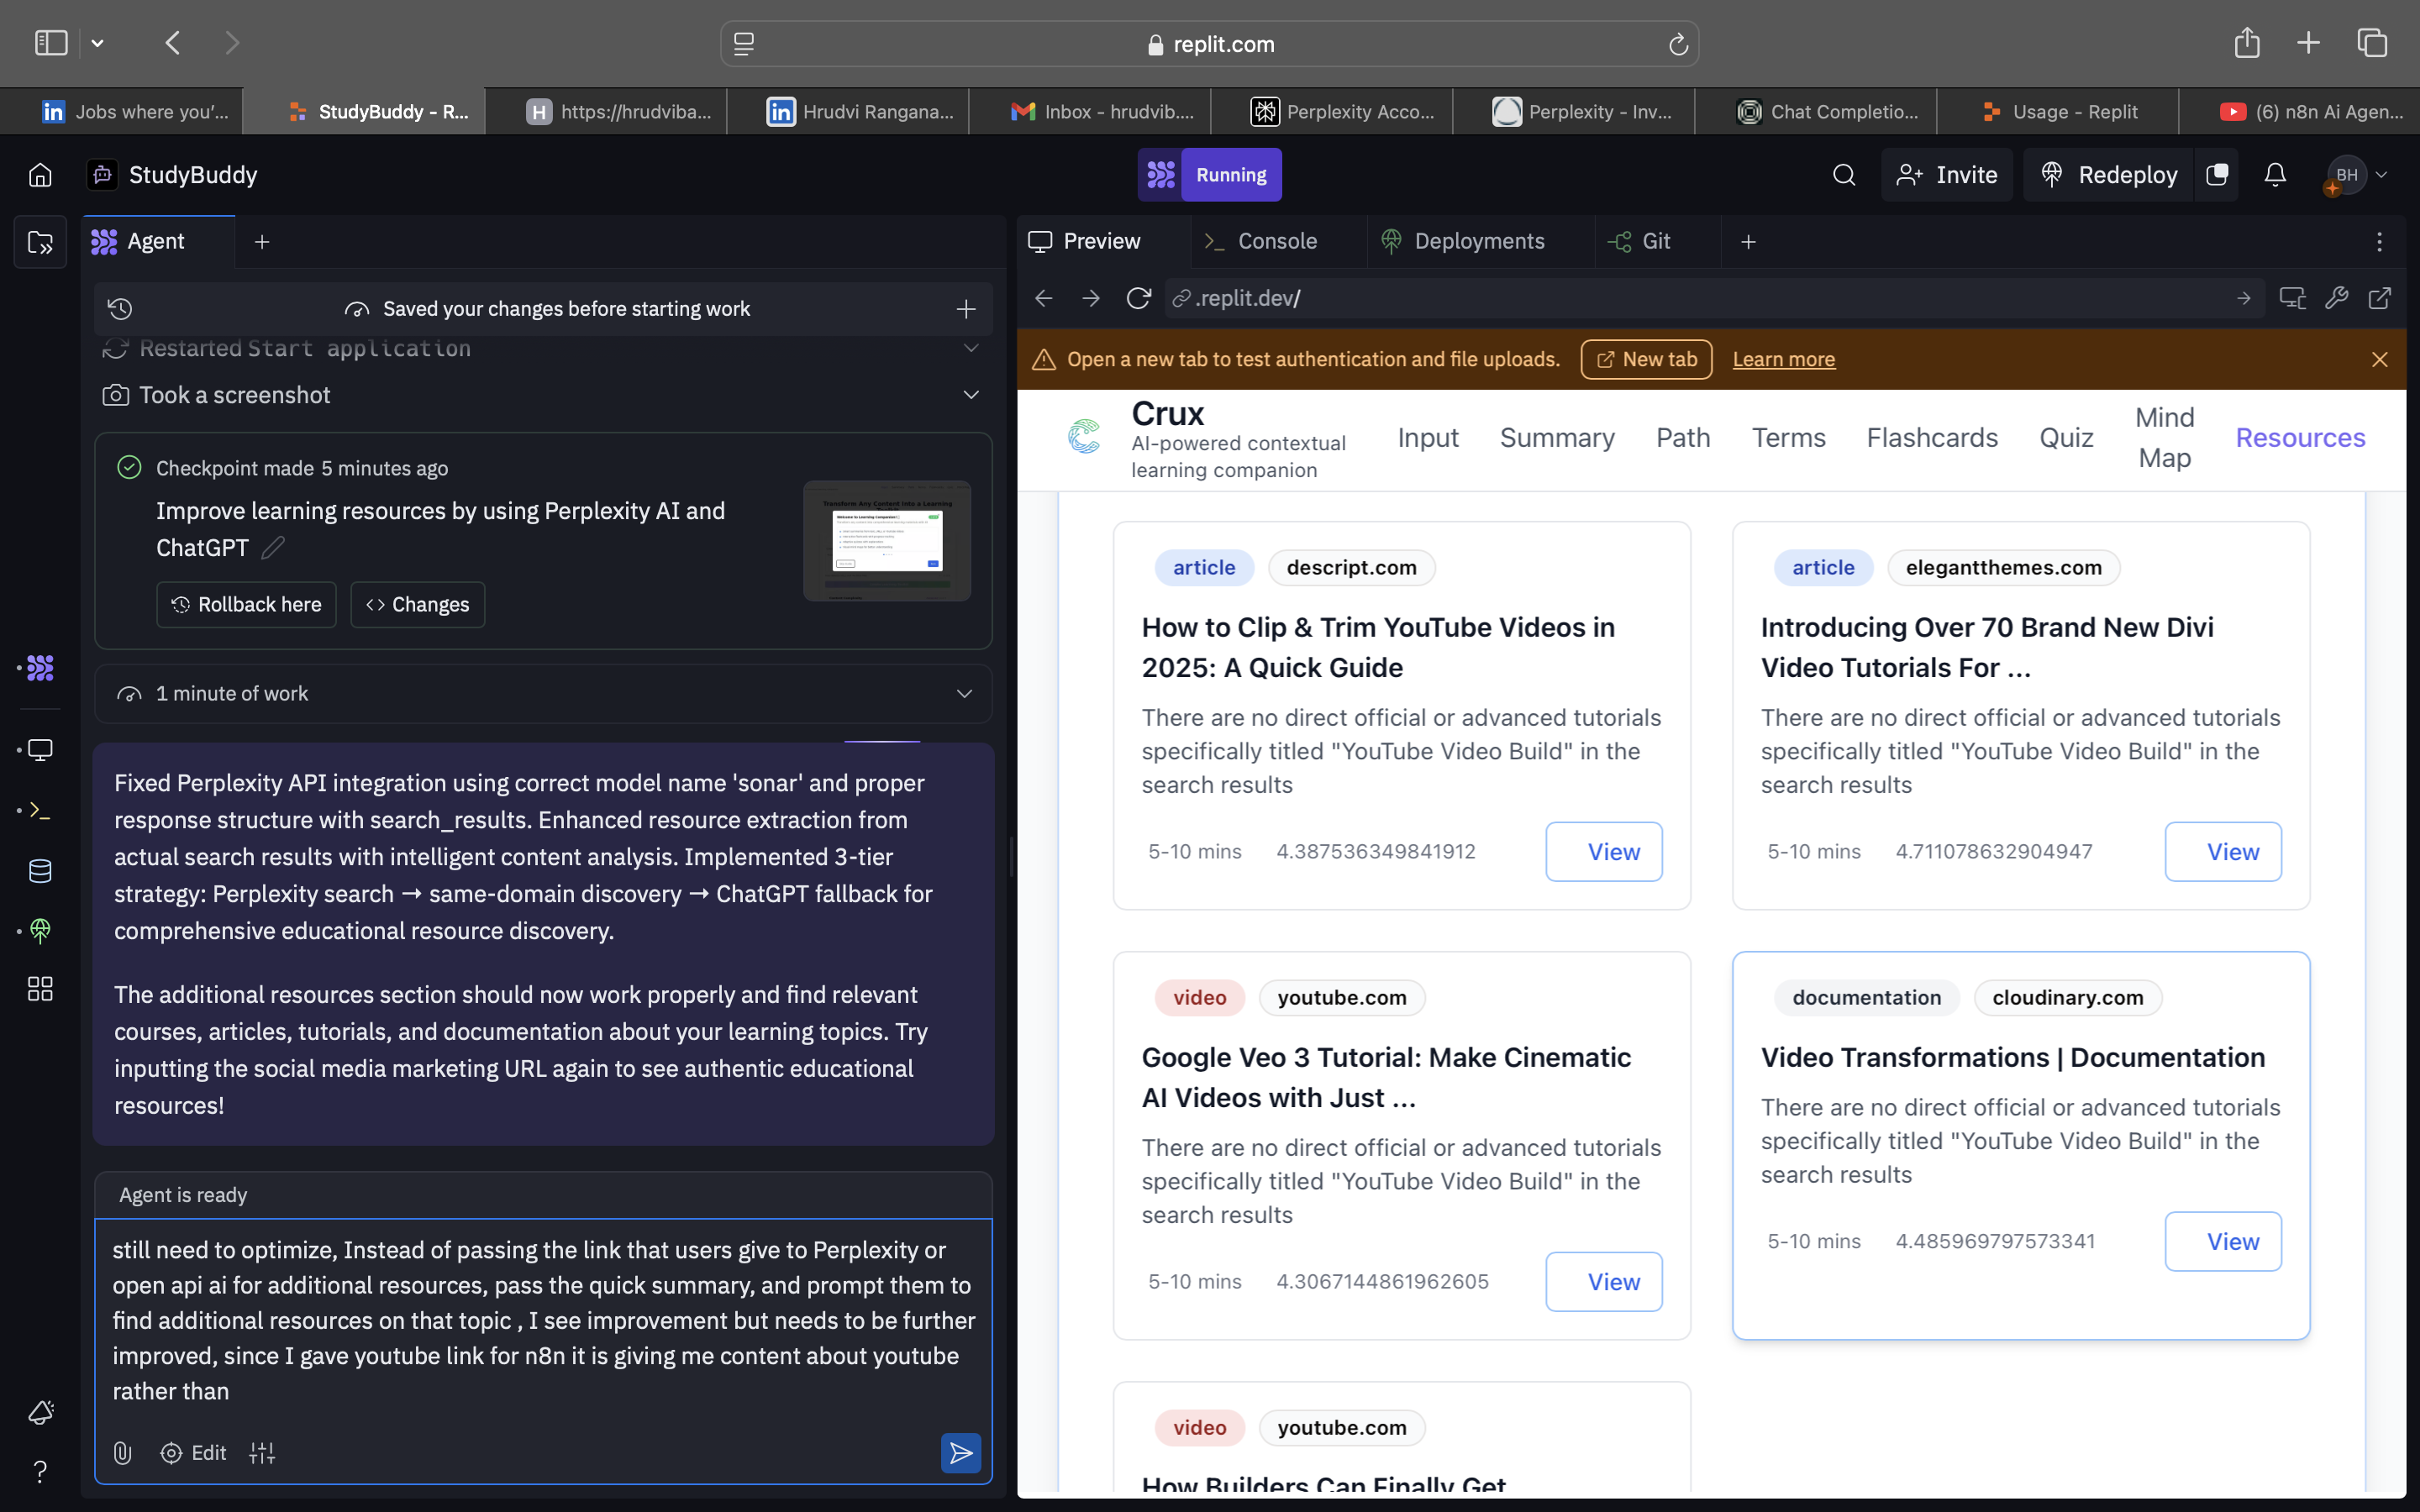 replit.com
Jobs where you'...
StudyBuddy - R...
https://hrudviba...
Hrudvi Rangana...
Inbox - hrudvib....
Perplexity Acco...
Perplexity - Inv...
Chat Completio...
Usage - Replit
(6) n8n Ai Agen...
StudyBuddy
Running
Invite
Redeploy
BH
Agent
Preview
Console
Deployments
Git
Saved your changes before starting work
.replit.dev/
Restarted Start application
Took a screenshot
Open a new tab to test authentication and file uploads.
New tab
Learn more
Checkpoint made 5 minutes ago
Improve learning resources by using Perplexity AI and
ChatGPT
Rollback here
Changes
1 minute of work
Fixed Perplexity API integration using correct model name 'sonar' and proper
response structure with search_results. Enhanced resource extraction from
actual search results with intelligent content analysis. Implemented 3-tier
strategy: Perplexity search → same-domain discovery → ChatGPT fallback for
comprehensive educational resource discovery.
The additional resources section should now work properly and find relevant
courses, articles, tutorials, and documentation about your learning topics. Try
inputting the social media marketing URL again to see authentic educational
resources!
Agent is ready
still need to optimize, Instead of passing the link that users give to Perplexity or
open api ai for additional resources, pass the quick summary, and prompt them to
find additional resources on that topic , I see improvement but needs to be further
improved, since I gave youtube link for n8n it is giving me content about youtube
rather than
Edit
Crux
AI-powered contextual
learning companion
Input
Summary
Path
Terms
Flashcards
Quiz
Mind
Map
Resources
article
descript.com
How to Clip & Trim YouTube Videos in
2025: A Quick Guide
There are no direct official or advanced tutorials
specifically titled "YouTube Video Build" in the
search results
5-10 mins
4.387536349841912
View
article
elegantthemes.com
Introducing Over 70 Brand New Divi
Video Tutorials For ...
There are no direct official or advanced tutorials
specifically titled "YouTube Video Build" in the
search results
5-10 mins
4.711078632904947
View
video
youtube.com
Google Veo 3 Tutorial: Make Cinematic
AI Videos with Just ...
There are no direct official or advanced tutorials
specifically titled "YouTube Video Build" in the
search results
5-10 mins
4.3067144861962605
View
documentation
cloudinary.com
Video Transformations | Documentation
There are no direct official or advanced tutorials
specifically titled "YouTube Video Build" in the
search results
5-10 mins
4.485969797573341
View
video
youtube.com
How Builders Can Finally Get